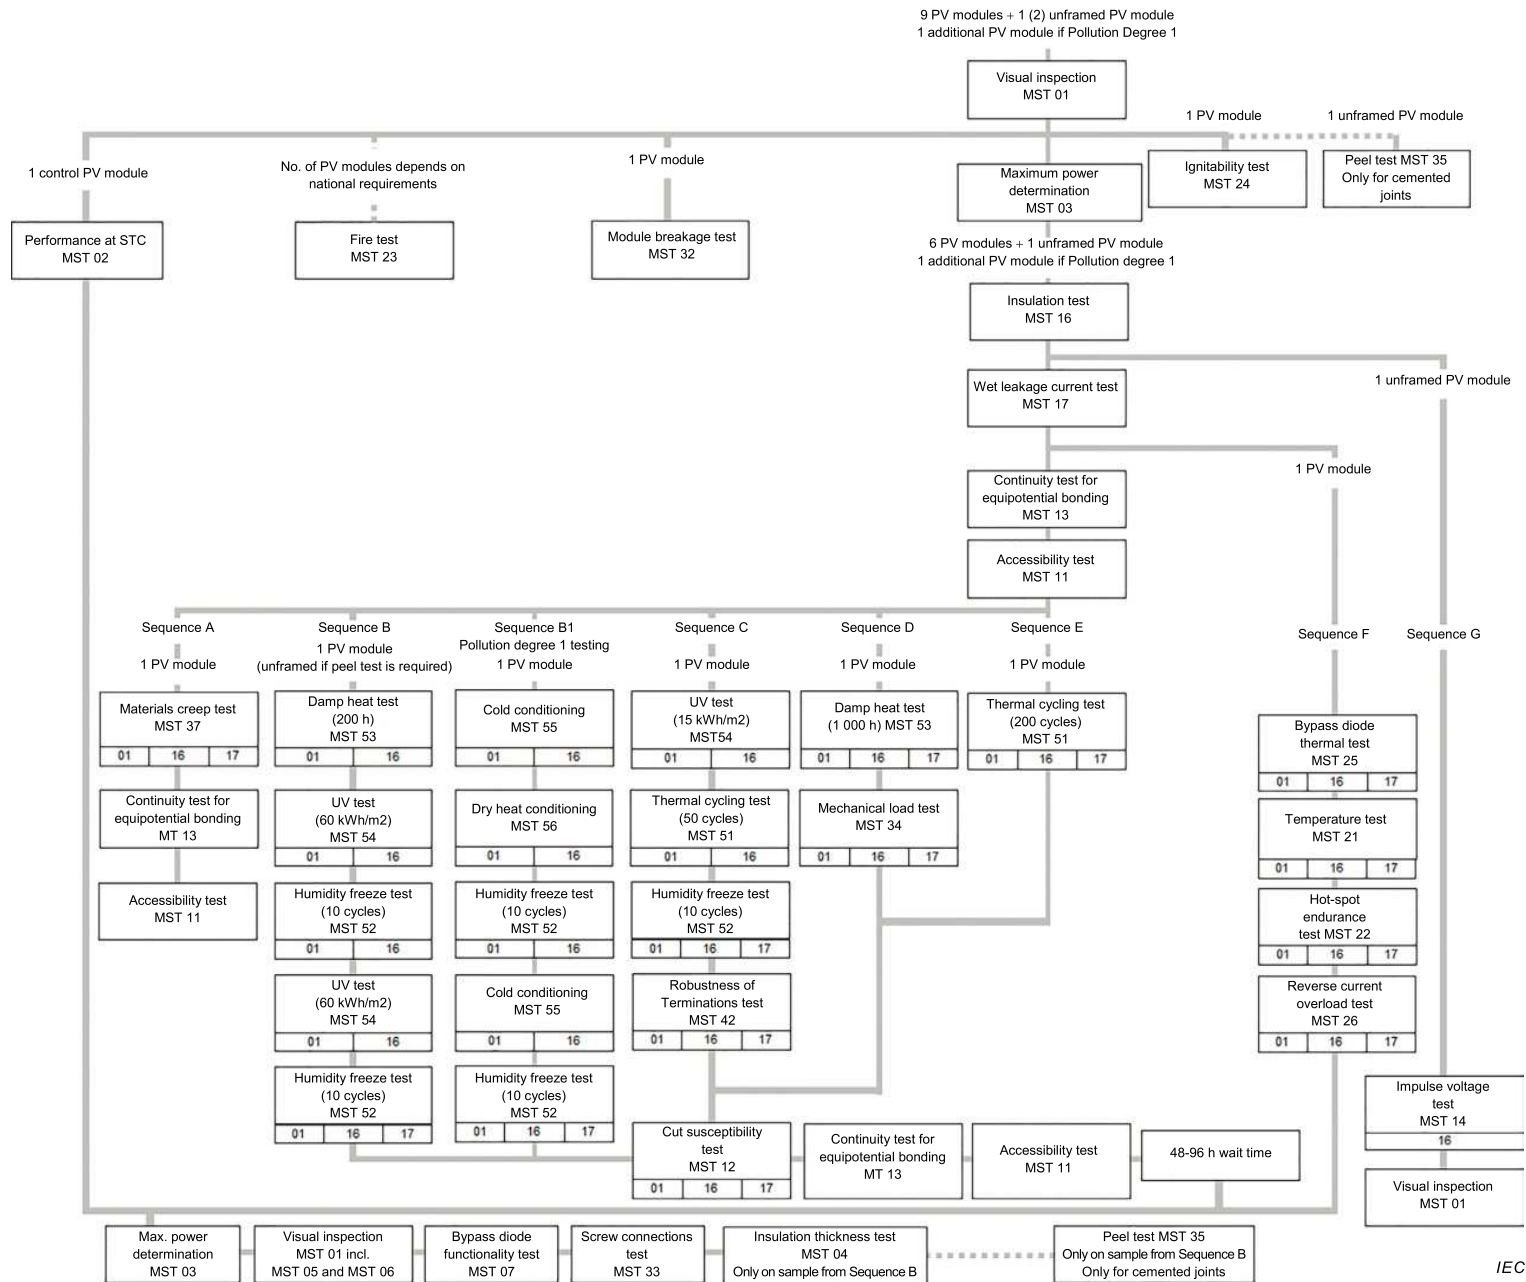 9 PV modules + 1 (2) unframed PV module
1 additional PV module if Pollution Degree 1
Visual inspection
MST 01
1 control PV module
No. of PV modules depends on
national requirements
1 PV module
1 PV module
1 unframed PV module
Performance at STC
MST 02
Fire test
MST 23
Module breakage test
MST 32
Maximum power
determination
MST 03
Ignitability test
MST 24
Peel test MST 35
Only for cemented
joints
6 PV modules + 1 unframed PV module
1 additional PV module if Pollution degree 1
Insulation test
MST 16
Wet leakage current test
MST 17
1 unframed PV module
1 PV module
Continuity test for
equipotential bonding
MST 13
Accessibility test
MST 11
Sequence A
1 PV module
Materials creep test
MST 37
01 16 17
Continuity test for
equipotential bonding
MT 13
Accessibility test
MST 11
Sequence B
1 PV module
(unframed if peel test is required)
Damp heat test
(200 h)
MST 53
01 16
UV test
(60 kWh/m2)
MST 54
01 16
Humidity freeze test
(10 cycles)
MST 52
01 16
UV test
(60 kWh/m2)
MST 54
01 16
Humidity freeze test
(10 cycles)
MST 52
01 16 17
Sequence B1
Pollution degree 1 testing
1 PV module
Cold conditioning
MST 55
01 16
Dry heat conditioning
MST 56
01 16
Humidity freeze test
(10 cycles)
MST 52
01 16
Cold conditioning
MST 55
01 16
Humidity freeze test
(10 cycles)
MST 52
01 16 17
Sequence C
1 PV module
UV test
(15 kWh/m2)
MST54
01 16
Thermal cycling test
(50 cycles)
MST 51
01 16
Humidity freeze test
(10 cycles)
MST 52
01 16 17
Robustness of
Terminations test
MST 42
01 16 17
Cut susceptibility
test
MST 12
01 16 17
Sequence D
1 PV module
Damp heat test
(1 000 h) MST 53
01 16 17
Mechanical load test
MST 34
01 16 17
Sequence E
1 PV module
Thermal cycling test
(200 cycles)
MST 51
01 16 17
Continuity test for
equipotential bonding
MT 13
Accessibility test
MST 11
48-96 h wait time
Sequence F
Bypass diode
thermal test
MST 25
01 16 17
Temperature test
MST 21
01 16 17
Hot-spot
endurance
test MST 22
01 16 17
Reverse current
overload test
MST 26
01 16 17
Sequence G
Impulse voltage
test
MST 14
16
Visual inspection
MST 01
Max. power
determination
MST 03
Visual inspection
MST 01 incl.
MST 05 and MST 06
Bypass diode
functionality test
MST 07
Screw connections
test
MST 33
Insulation thickness test
MST 04
Only on sample from Sequence B
Peel test MST 35
Only on sample from Sequence B
Only for cemented joints
IEC